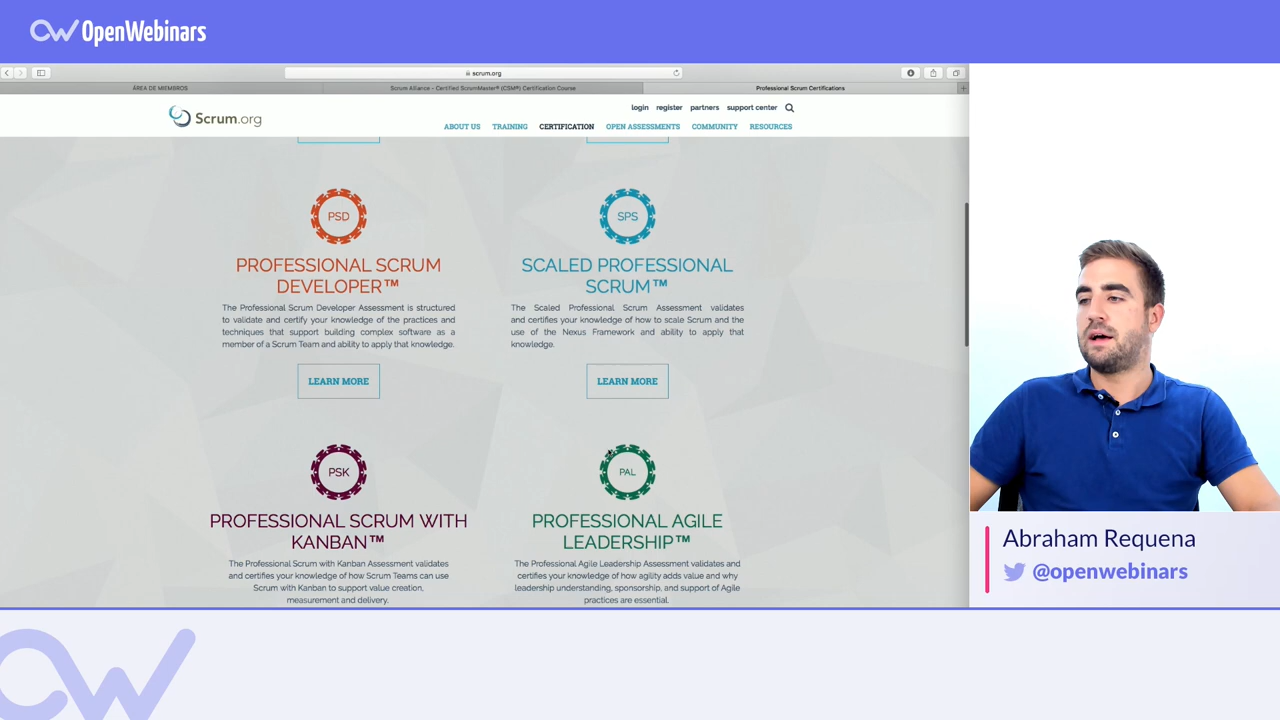 OpenWebinars
scrum.org
ÁREA DE MIEMBROS
Scrum Alliance - Certified ScrumMaster® (CSM®) Certification Course
Professional Scrum Certifications
Scrum.org
login register partners support center
ABOUT US TRAINING CERTIFICATION OPEN ASSESSMENTS COMMUNITY RESOURCES
PSD
PROFESSIONAL SCRUM
DEVELOPER™
The Professional Scrum Developer Assessment is structured
to validate and certify your knowledge of the practices and
techniques that support building complex software as a
member of a Scrum Team and ability to apply that knowledge.
LEARN MORE
SPS
SCALED PROFESSIONAL
SCRUM™
The Scaled Professional Scrum Assessment validates
and certifies your knowledge of how to scale Scrum and the
use of the Nexus Framework and ability to apply that
knowledge.
LEARN MORE
PSK
PROFESSIONAL SCRUM WITH
KANBAN™
The Professional Scrum with Kanban Assessment validates
and certifies your knowledge of how Scrum Teams can use
Scrum with Kanban to support value creation,
measurement and delivery.
PAL
PROFESSIONAL AGILE
LEADERSHIP™
The Professional Agile Leadership Assessment validates and
certifies your knowledge of how agility adds value and why
leadership understanding, sponsorship, and support of Agile
practices are essential.
Abraham Requena
@openwebinars